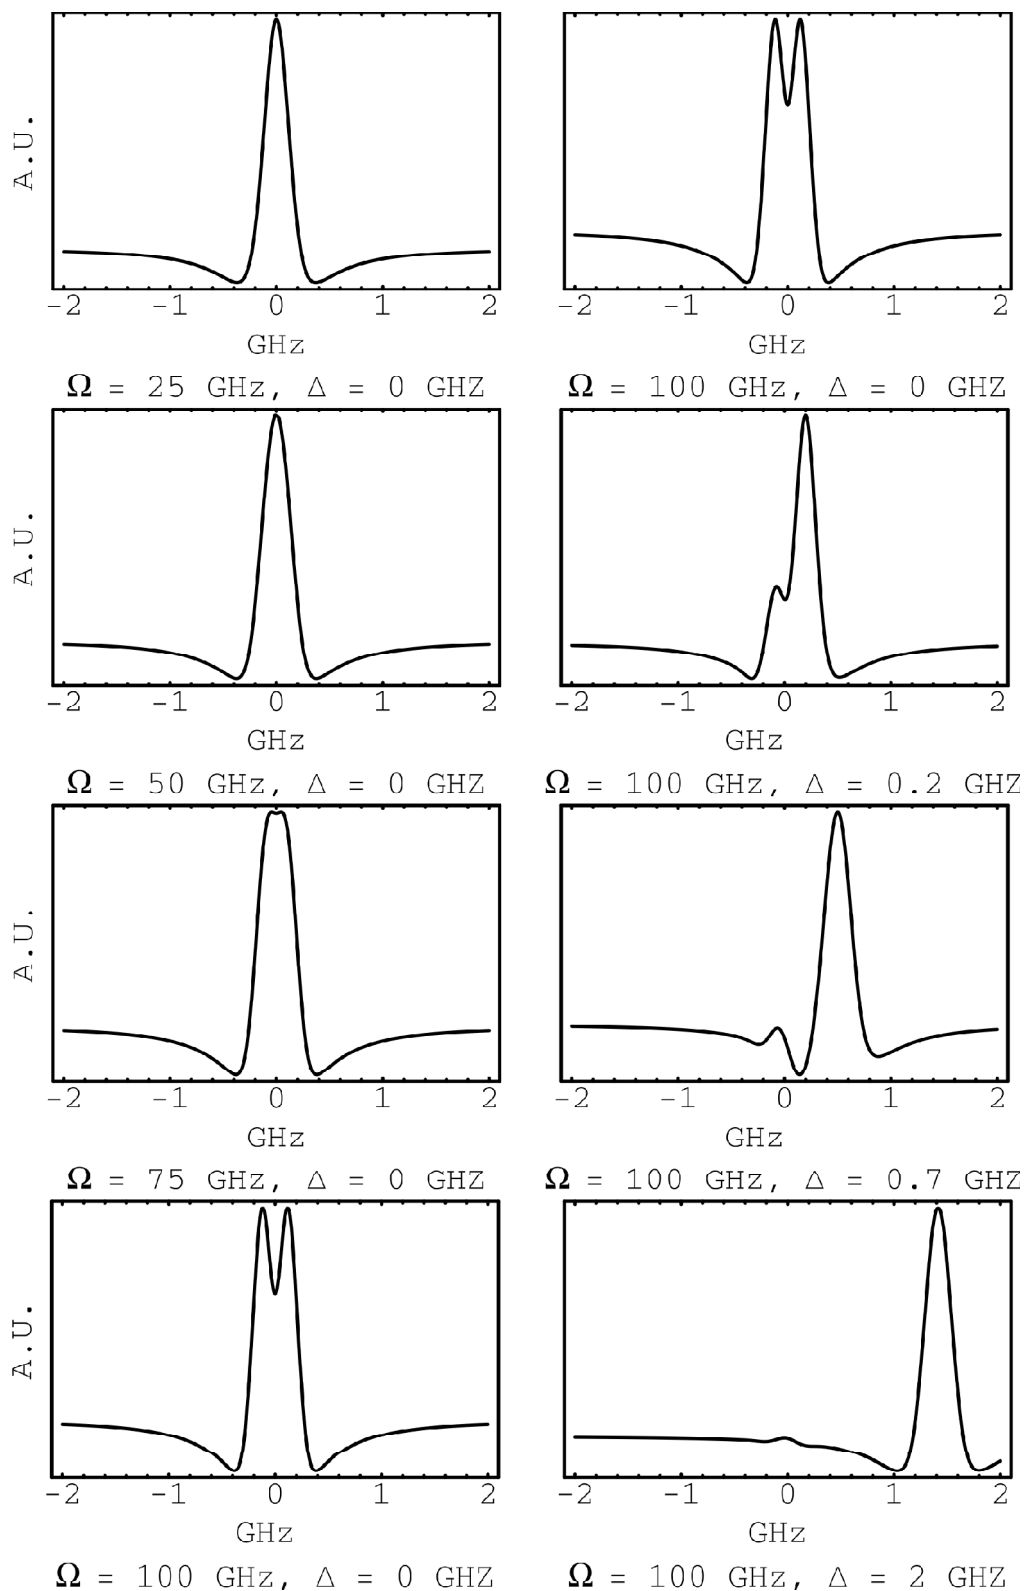 A.U.
-2 -1 0 1 2
GHz
Ω = 25 GHz, Δ = 0 GHZ
-2 -1 0 1 2
GHz
Ω = 100 GHz, Δ = 0 GHZ
A.U.
-2 -1 0 1 2
GHz
Ω = 50 GHz, Δ = 0 GHZ
-2 -1 0 1 2
GHz
Ω = 100 GHz, Δ = 0.2 GHZ
A.U.
-2 -1 0 1 2
GHz
Ω = 75 GHz, Δ = 0 GHZ
-2 -1 0 1 2
GHz
Ω = 100 GHz, Δ = 0.7 GHZ
A.U.
-2 -1 0 1 2
GHz
Ω = 100 GHz, Δ = 0 GHZ
-2 -1 0 1 2
GHz
Ω = 100 GHz, Δ = 2 GHZ